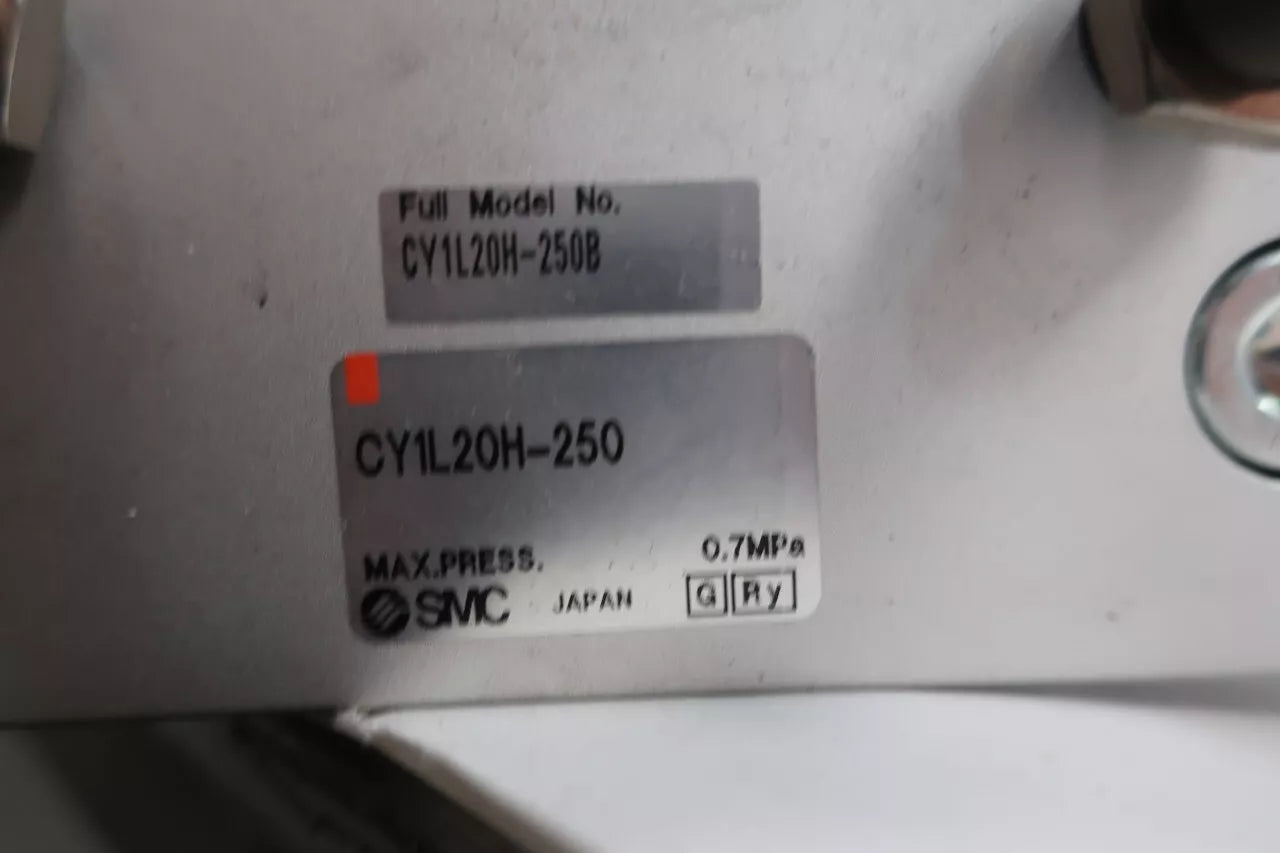 Full Model No.
CY1L20H-250B
CY1L20H-250
MAX.PRESS. 0.7MPa
SMC JAPAN G Ry